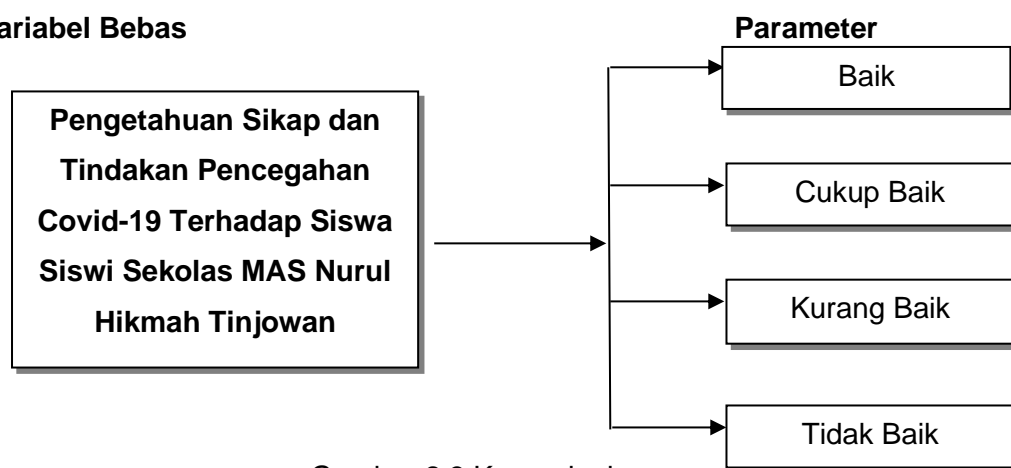 ariabel Bebas
Parameter
Pengetahuan Sikap dan
Tindakan Pencegahan
Covid-19 Terhadap Siswa
Siswi Sekolas MAS Nurul
Hikmah Tinjowan
Baik
Cukup Baik
Kurang Baik
Tidak Baik